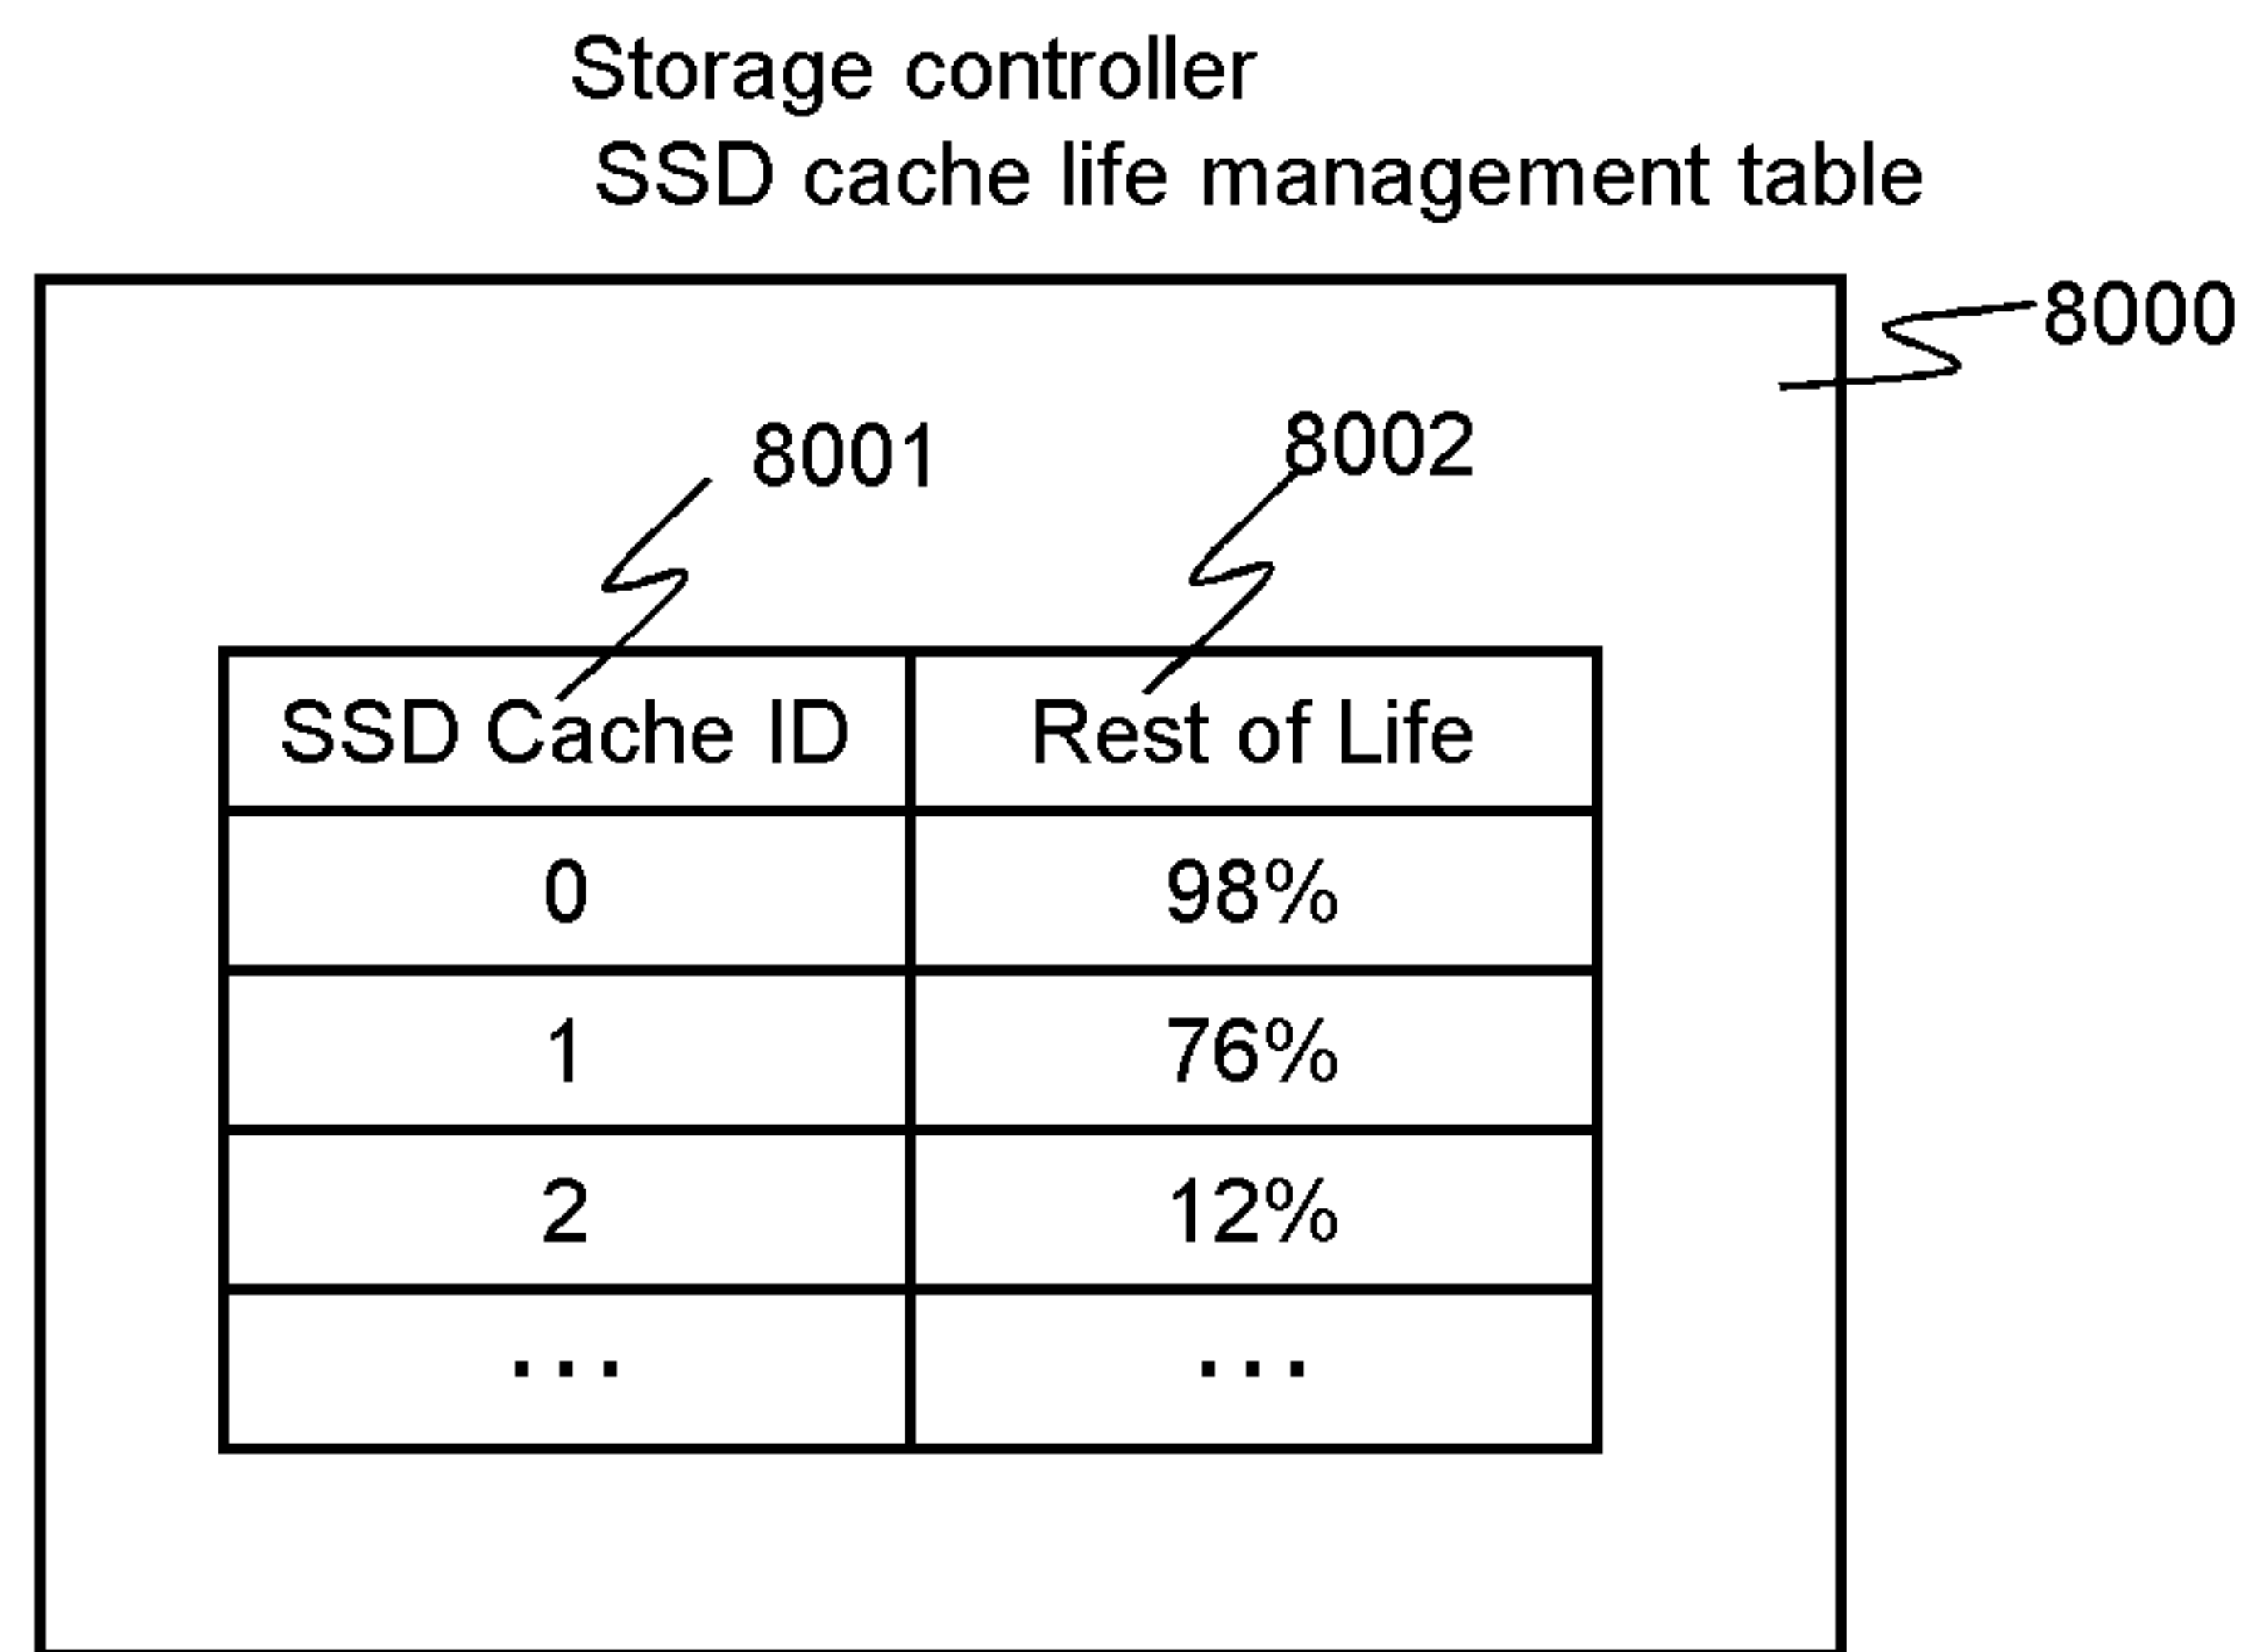 Storage controller
SSD cache life management table
8000
8001 8002
SSD Cache ID Rest of Life
0 98%
1 76%
2 12%
... ...